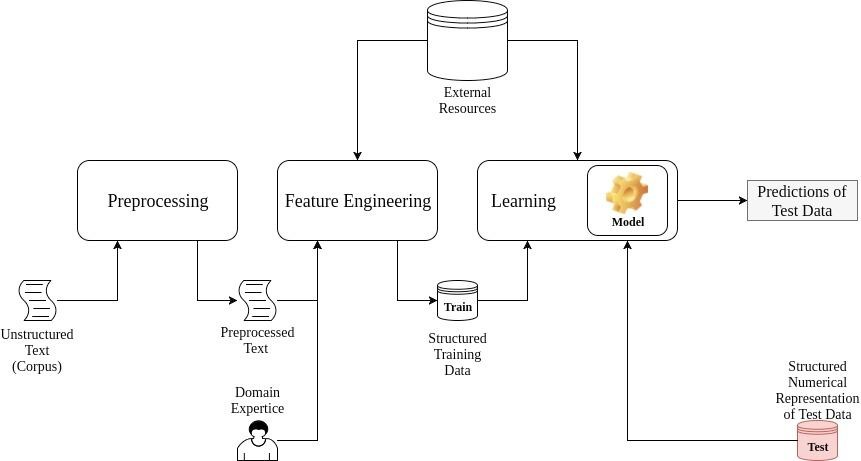 External
Resources
Preprocessing
Feature Engineering
Learning
Model
Predictions of
Test Data
Unstructured
Text
(Corpus)
Preprocessed
Text
Train
Structured
Training
Data
Domain
Expertice
Structured
Numerical
Representation
of Test Data
Test